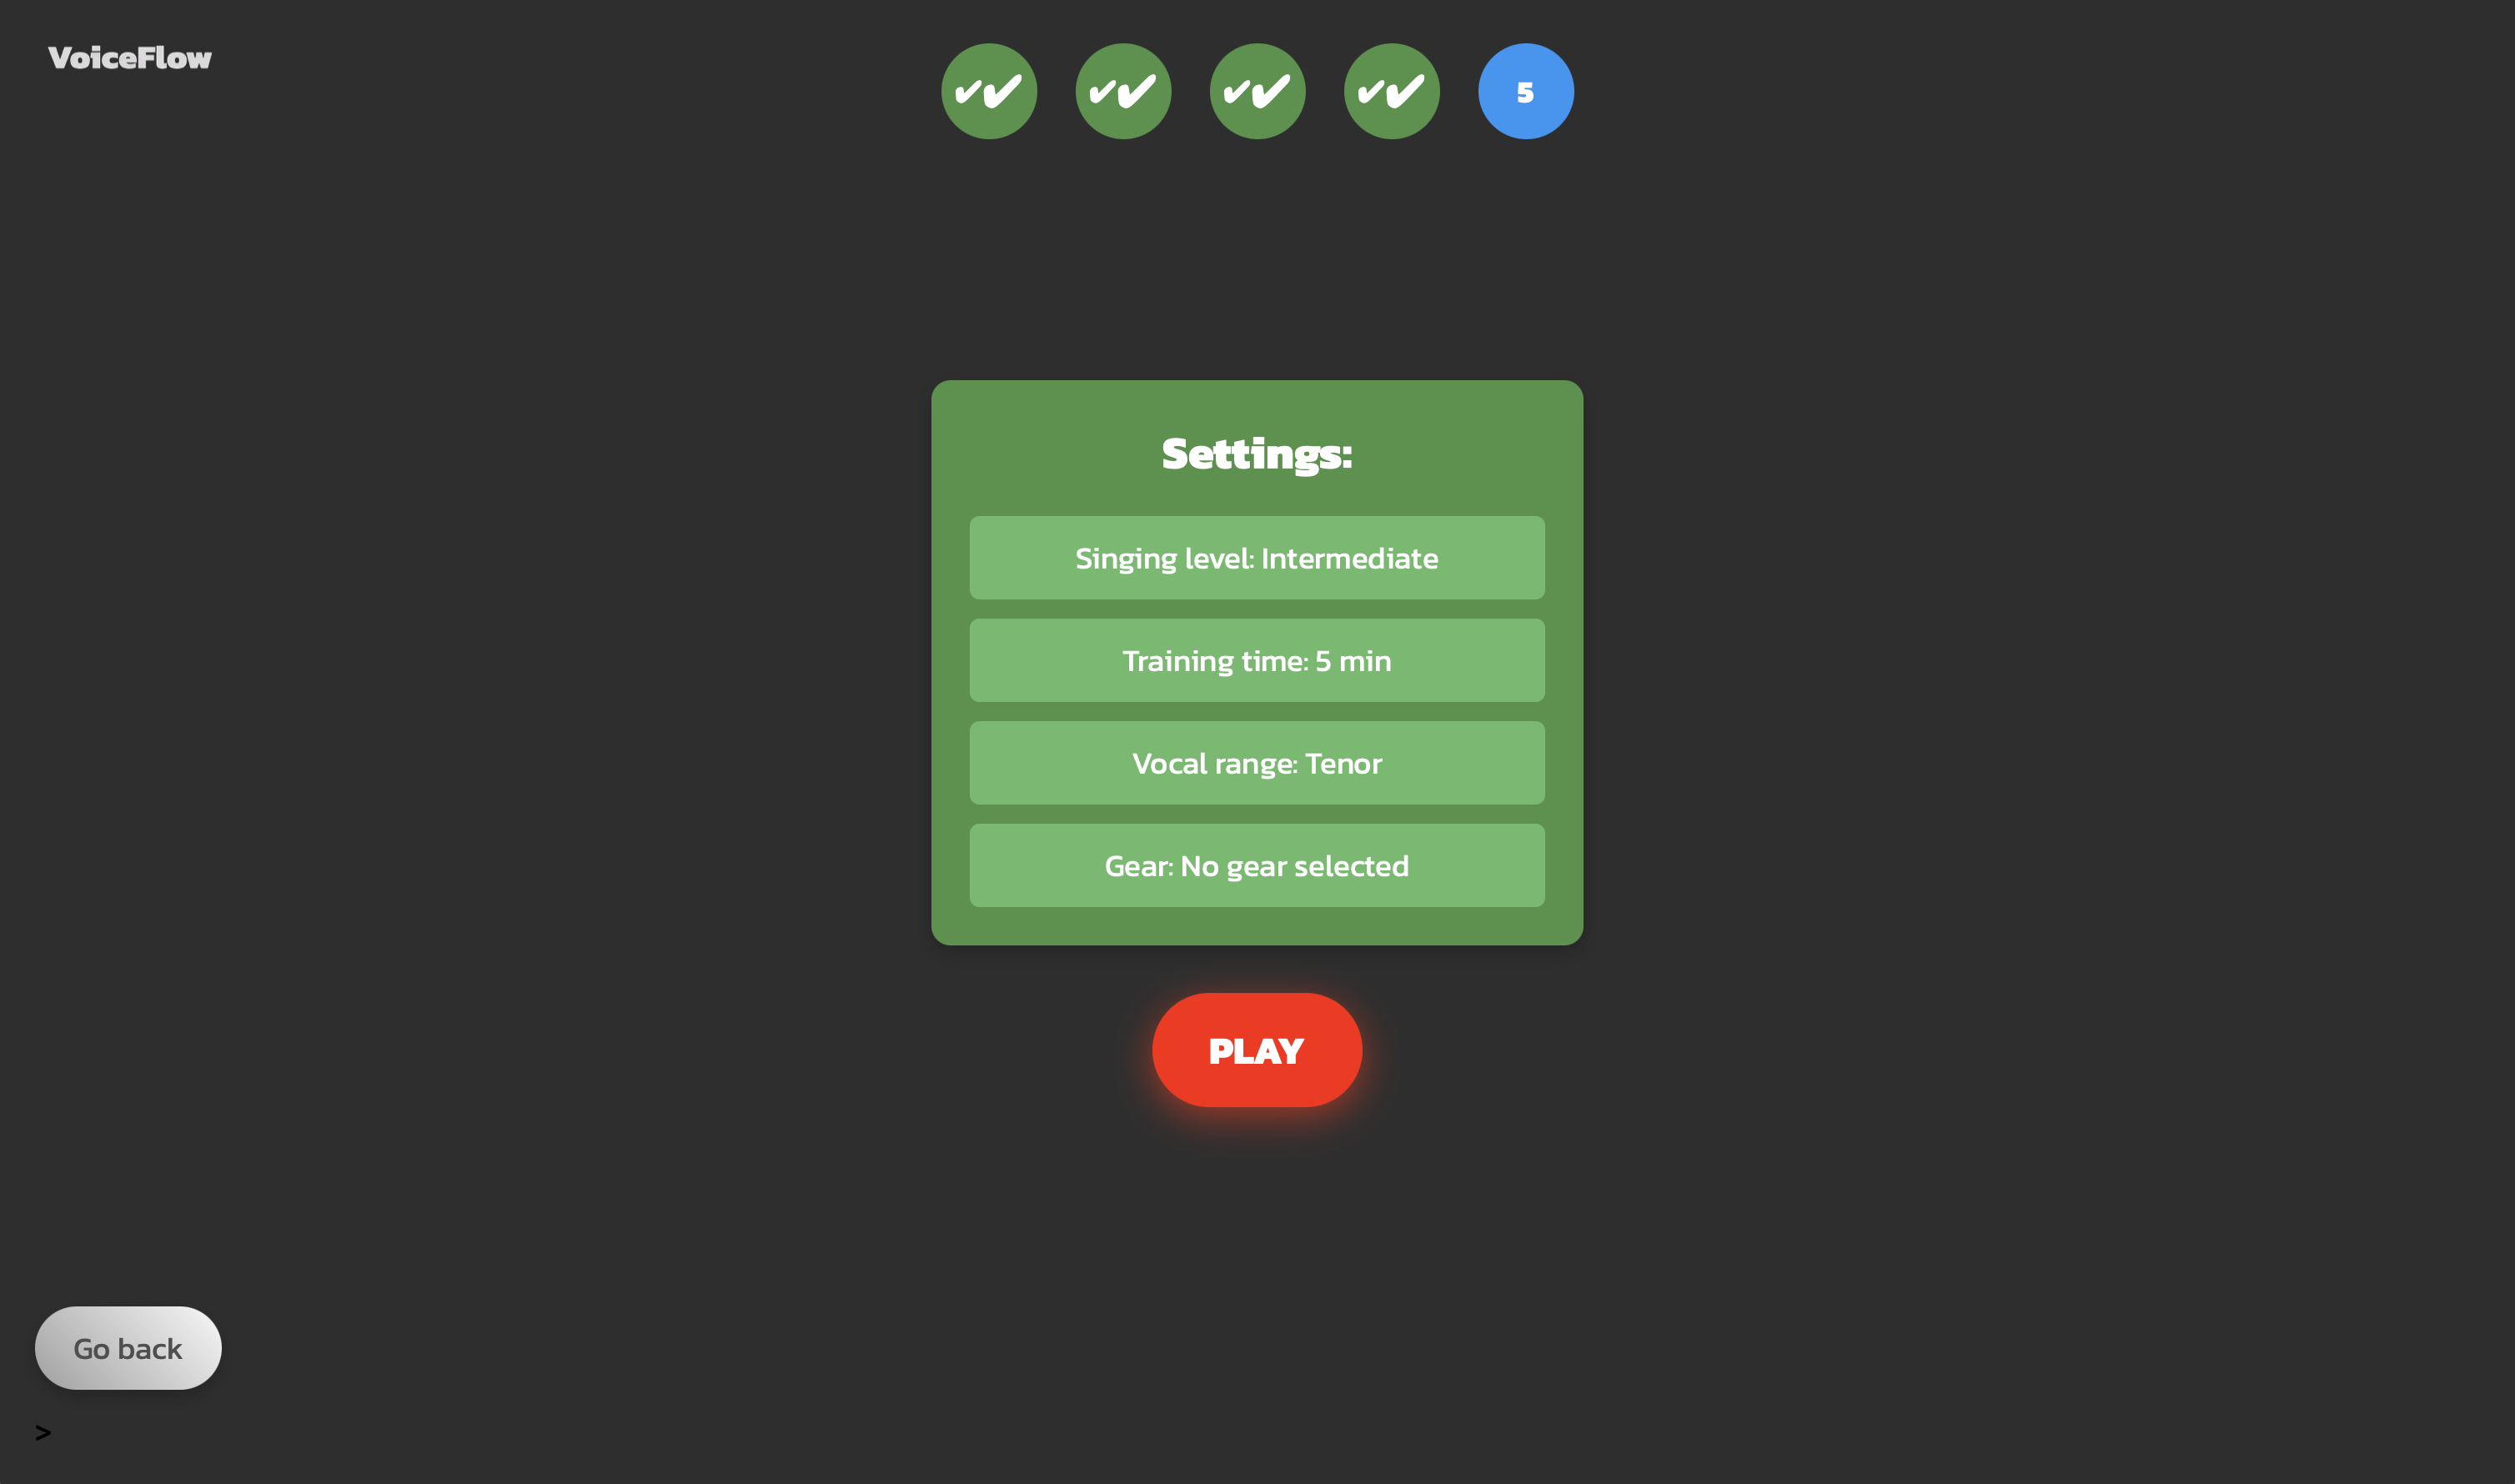 VoiceFlow
✔✔ ✔✔ ✔✔ ✔✔ 5
Settings:
Singing level: Intermediate
Training time: 5 min
Vocal range: Tenor
Gear: No gear selected
PLAY
Go back
>